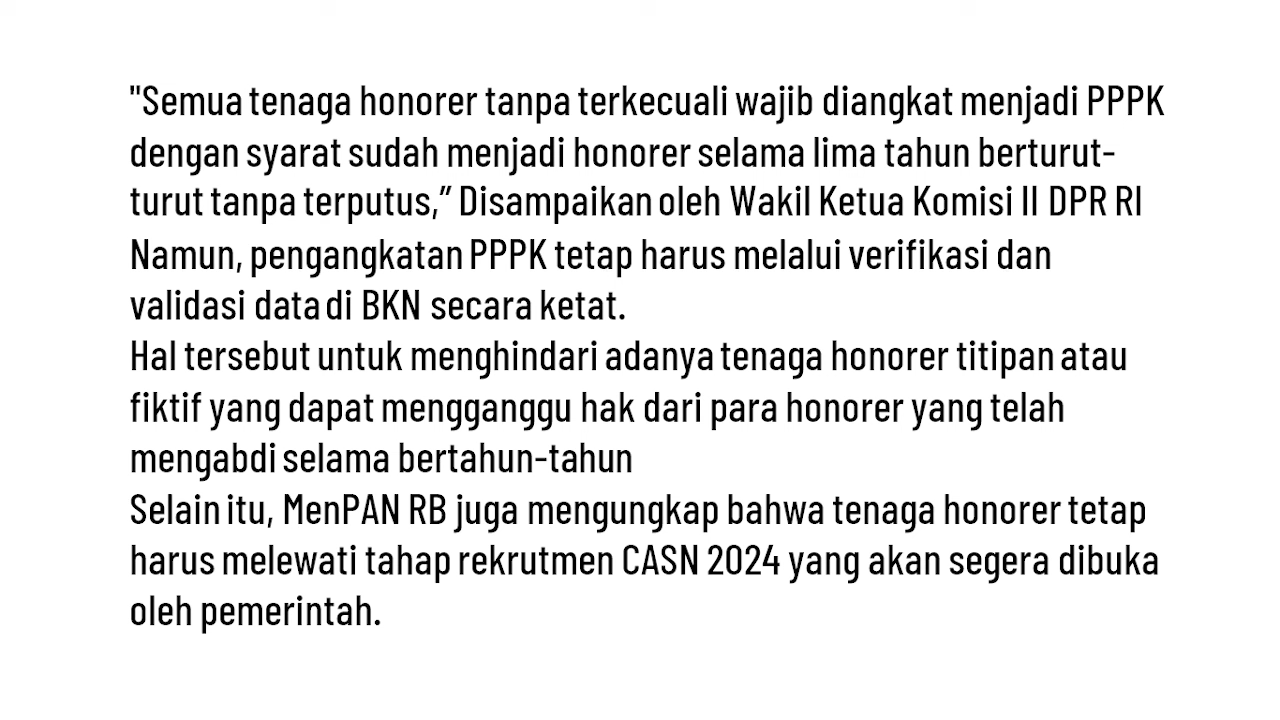 "Semua tenaga honorer tanpa terkecuali wajib diangkat menjadi PPPK
dengan syarat sudah menjadi honorer selama lima tahun berturut-
turut tanpa terputus,” Disampaikan oleh Wakil Ketua Komisi II DPR RI
Namun, pengangkatan PPPK tetap harus melalui verifikasi dan
validasi data di BKN secara ketat.
Hal tersebut untuk menghindari adanya tenaga honorer titipan atau
fiktif yang dapat mengganggu hak dari para honorer yang telah
mengabdi selama bertahun-tahun
Selain itu, MenPAN RB juga mengungkap bahwa tenaga honorer tetap
harus melewati tahap rekrutmen CASN 2024 yang akan segera dibuka
oleh pemerintah.